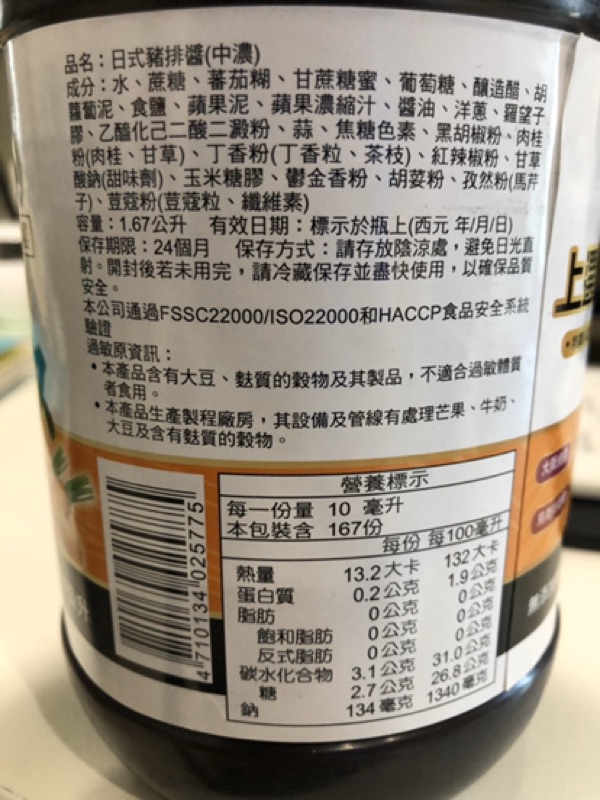 品名：日式豬排醬(中濃)
成分：水、蔗糖、蕃茄糊、甘蔗糖蜜、葡萄糖、釀造醋、胡
蘿蔔泥、食鹽、蘋果泥、蘋果濃縮汁、醬油、洋蔥、羅望子
膠、乙醯化己二酸二澱粉、蒜、焦糖色素、黑胡椒粉、肉桂
粉(肉桂、甘草)、丁香粉(丁香粒、茶枝)、紅辣椒粉、甘草
酸鈉(甜味劑)、玉米糖膠、鬱金香粉、胡荽粉、孜然粉(馬芹
子)、荳蔻粉(荳蔻粒、纖維素)
容量：1.67公升 有效日期：標示於瓶上(西元 年/月/日)
保存期限：24個月 保存方式：請存放陰涼處，避免日光直
射。開封後若未用完，請冷藏保存並盡快使用，以確保品質
安全。
本公司通過FSSC22000/ISO22000和HACCP食品安全系統
驗證
過敏原資訊：
•本產品含有大豆、麩質的穀物及其製品，不適合過敏體質
者食用。
•本產品生產製程廠房，其設備及管線有處理芒果、牛奶、
大豆及含有麩質的穀物。
營養標示
每一份量 10 毫升
本包裝含 167份
每份 每100毫升
熱量 13.2大卡 132大卡
蛋白質 0.2公克 1.9公克
脂肪 0公克 0公克
飽和脂肪 0公克 0公克
反式脂肪 0公克 0公克
碳水化合物 3.1公克 31.0公克
糖 2.7公克 26.8公克
鈉 134毫克 1340毫克
4710134025775
上
升